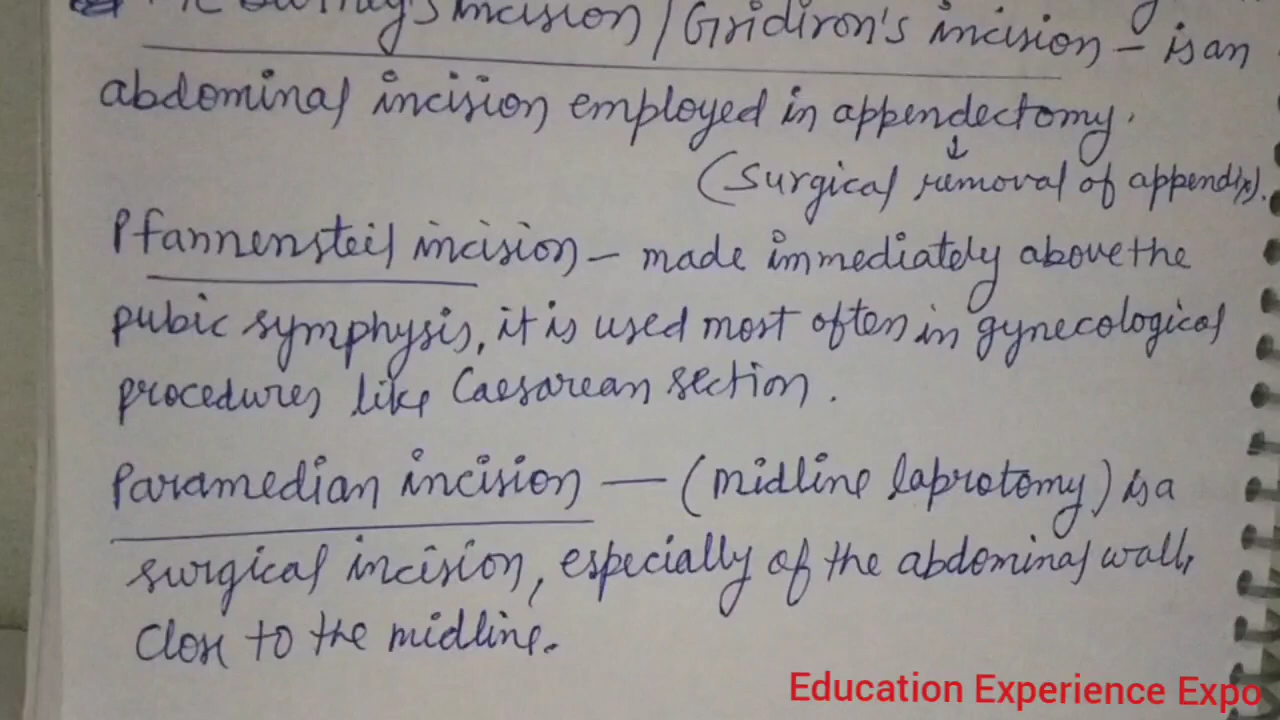 incision / Gridiron's incision – is an
abdominal incision employed in appendectomy.
↓
(Surgical removal of appendix).
Pfannensteil incision – made immediately above the
pubic symphysis, it is used most often in gynecological
procedures like Caesarean section.
Paramedian incision — (midline laprotomy) is a
surgical incision, especially of the abdominal wall,
close to the midline.
Education Experience Expo